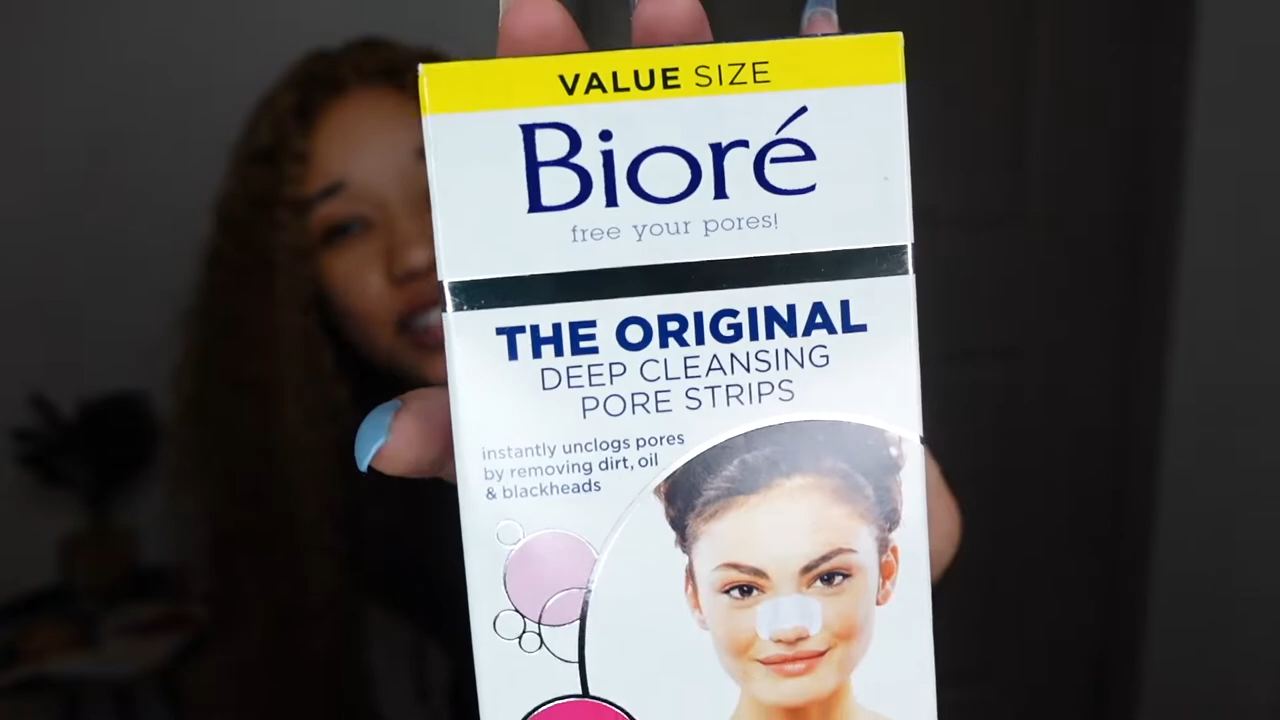 VALUE SIZE
Bioré
free your pores!
THE ORIGINAL
DEEP CLEANSING
PORE STRIPS
instantly unclogs pores
by removing dirt, oil
& blackheads